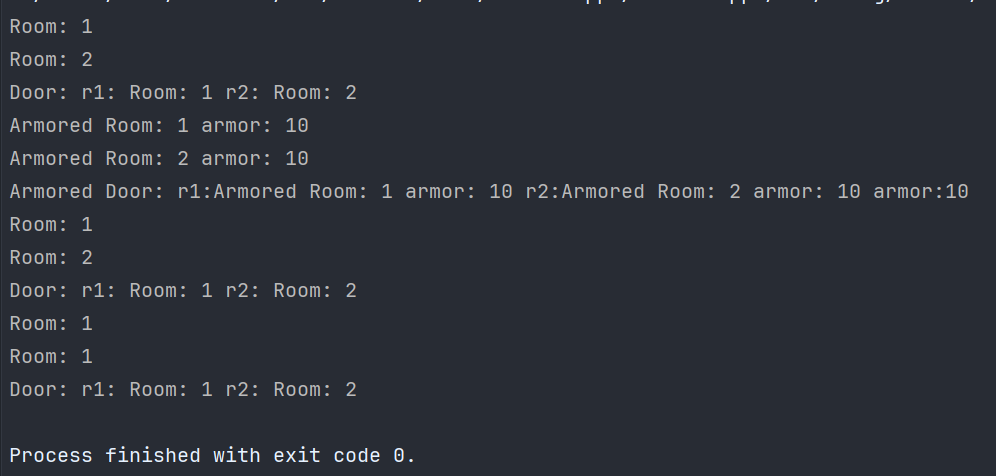 Room: 1
Room: 2
Door: r1: Room: 1 r2: Room: 2
Armored Room: 1 armor: 10
Armored Room: 2 armor: 10
Armored Door: r1:Armored Room: 1 armor: 10 r2:Armored Room: 2 armor: 10 armor:10
Room: 1
Room: 2
Door: r1: Room: 1 r2: Room: 2
Room: 1
Room: 1
Door: r1: Room: 1 r2: Room: 2
Process finished with exit code 0.